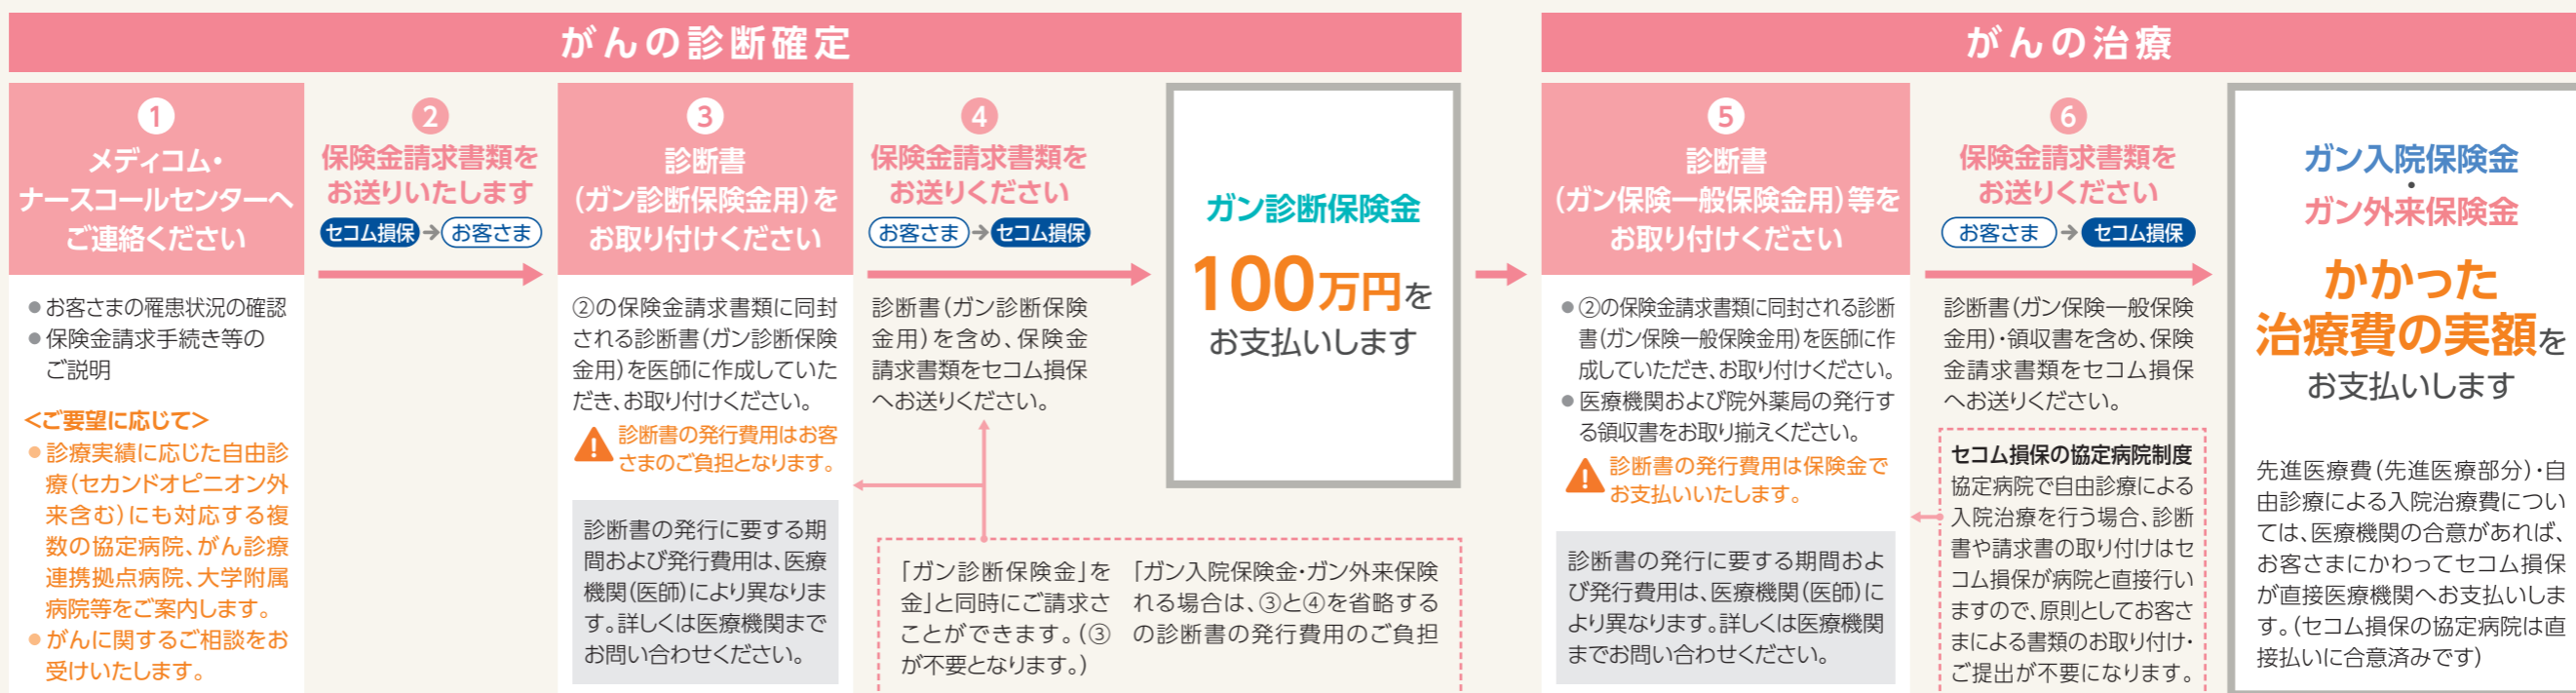 がんの診断確定
①
メディコム・
ナースコールセンターへ
ご連絡ください
●お客さまの罹患状況の確認
●保険金請求手続き等の
ご説明
<ご要望に応じて>
●診療実績に応じた自由診
療(セカンドオピニオン外
来含む)にも対応する複
数の協定病院、がん診療
連携拠点病院、大学附属
病院等をご案内します。
●がんに関するご相談をお
受けいたします。
②
保険金請求書類を
お送りいたします
セコム損保→お客さま
③
診断書
(ガン診断保険金用)を
お取り付けください
②の保険金請求書類に同封
される診断書(ガン診断保険
金用)を医師に作成していた
だき、お取り付けください。
診断書の発行費用はお客
さまのご負担となります。
診断書の発行に要する期
間および発行費用は、医療
機関(医師)により異なりま
す。詳しくは医療機関まで
お問い合わせください。
④
保険金請求書類を
お送りください
お客さま→セコム損保
診断書(ガン診断保険
金用)を含め、保険金
請求書類をセコム損保
へお送りください。
「ガン診断保険金」を 「ガン入院保険金・ガン外来保険
金」と同時にご請求さ れる場合は、③と④を省略する
ことができます。(③ の診断書の発行費用のご負担
が不要となります。)
ガン診断保険金
100万円を
お支払いします
がんの治療
⑤
診断書
(ガン保険一般保険金用)等を
お取り付けください
●②の保険金請求書類に同封される診断
書(ガン保険一般保険金用)を医師に作
成していただき、お取り付けください。
●医療機関および院外薬局の発行す
る領収書をお取り揃えください。
診断書の発行費用は保険金で
お支払いいたします。
診断書の発行に要する期間およ
び発行費用は、医療機関(医師)に
より異なります。詳しくは医療機関
までお問い合わせください。
⑥
保険金請求書類を
お送りください
お客さま→セコム損保
診断書(ガン保険一般保険
金用)・領収書を含め、保険
金請求書類をセコム損保
へお送りください。
セコム損保の協定病院制度
協定病院で自由診療による
入院治療を行う場合、診断
書や請求書の取り付けはセ
コム損保が病院と直接行い
ますので、原則としてお客さ
まによる書類のお取り付け・
ご提出が不要になります。
ガン入院保険金
・
ガン外来保険金
かかった
治療費の実額を
お支払いします
先進医療費(先進医療部分)・自
由診療による入院治療費につい
ては、医療機関の合意があれば、
お客さまにかわってセコム損保
が直接医療機関へお支払いしま
す。(セコム損保の協定病院は直
接払いに合意済みです)